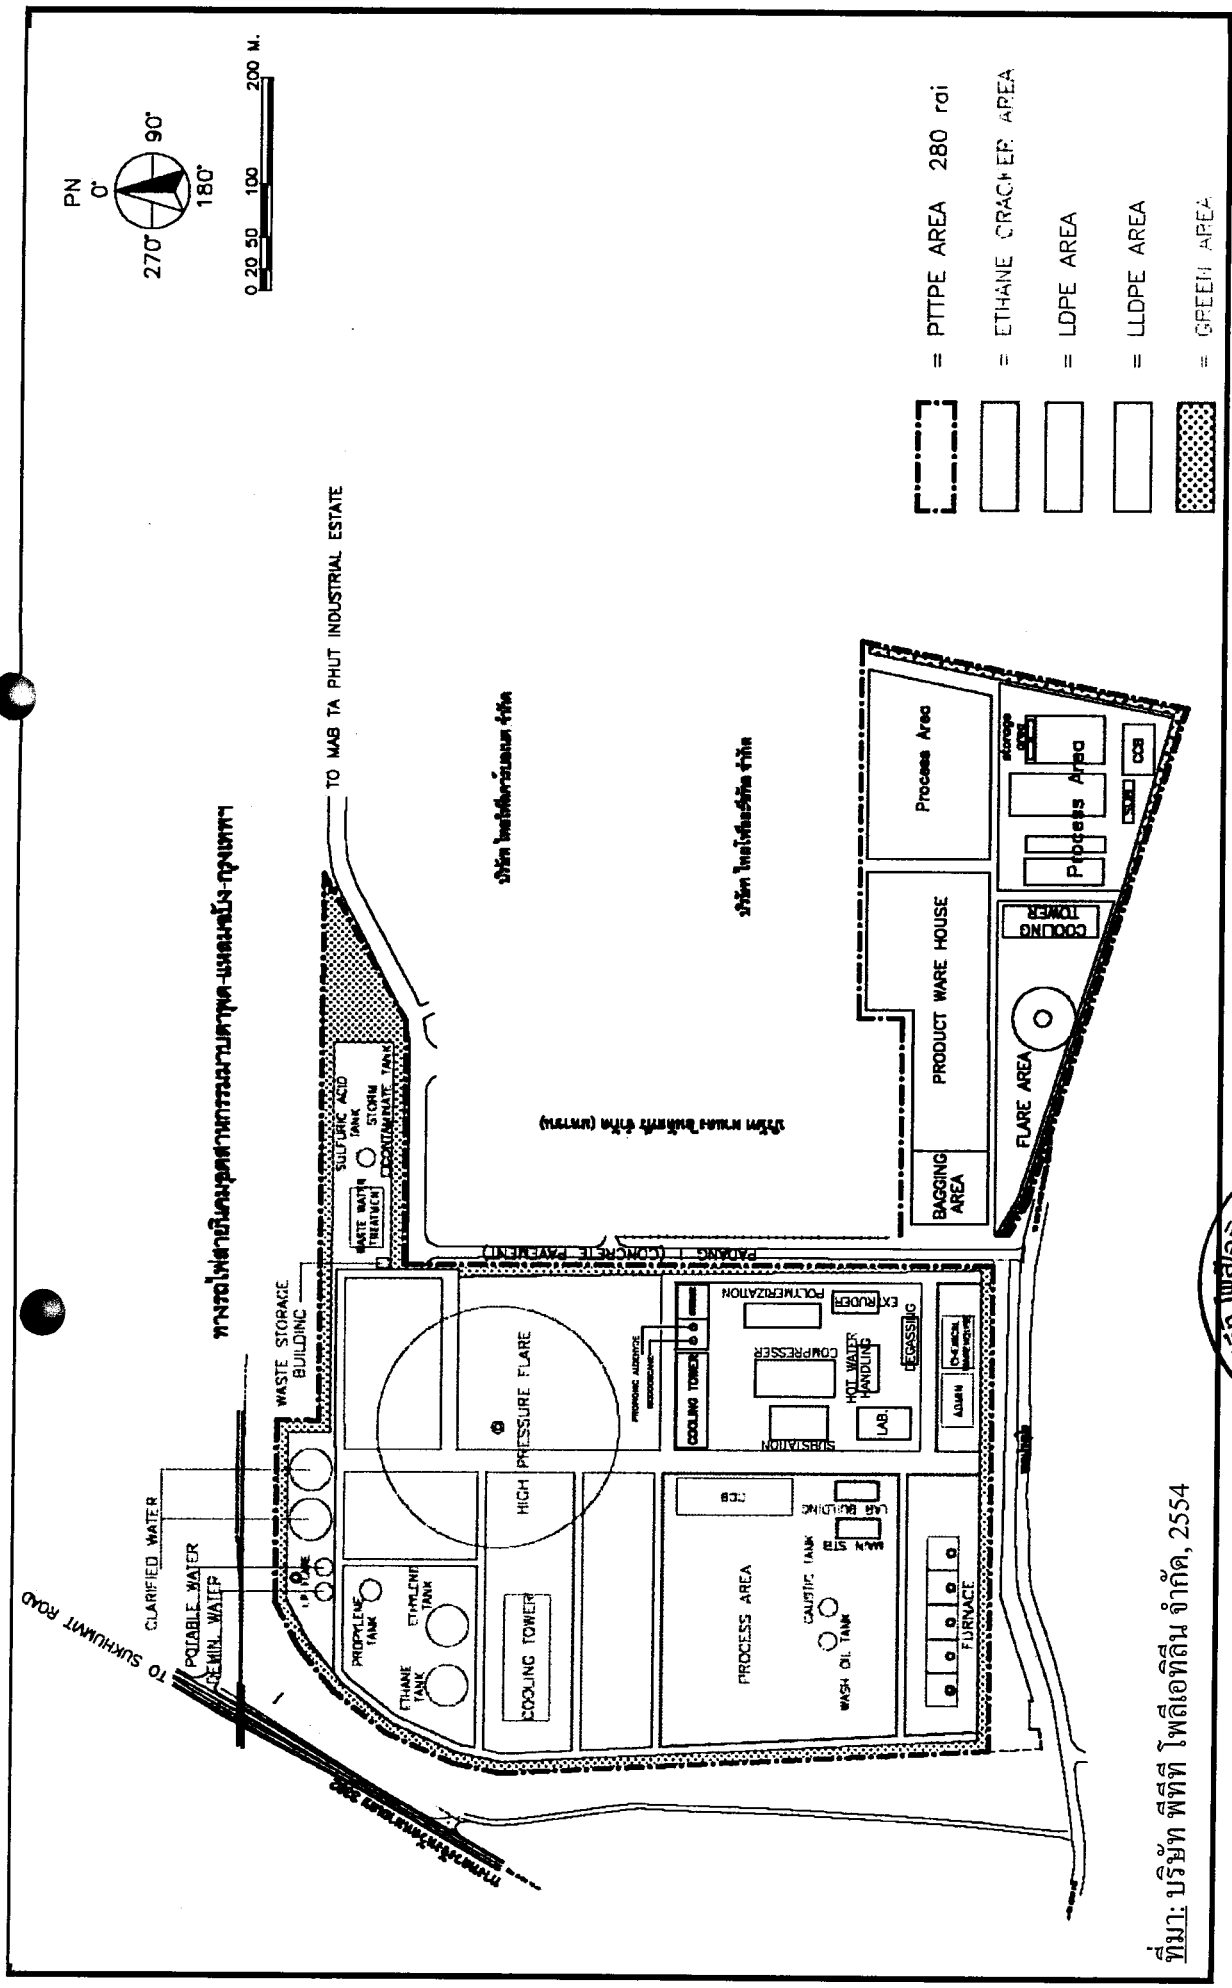 PN
0°
90°
180°
270°
0 20 50 100 200 M.
TO SUKHUMVIT ROAD
CLARIFIED WATER
POTABLE WATER
DEMIN. WATER
WASTE STORAGE
BUILDING
TO MAB TA PHUT INDUSTRIAL ESTATE
SULFURIC ACID
TANK
STORM
CONTAMINATE TANK
WASTE WATER
TREATMENT
PROPYLENE
TANK
ETHYLENE
TANK
ETHANE
TANK
COOLING TOWER
HIGH PRESSURE FLARE
PADANG 1 (CONCRETE PAVEMENT)
COOLING TOWER
POLYMERIZATION
EXTRUDER
COMPRESSER
HOT WATER
HANDLING
DEGASSING
SUBSTATION
LAB.
ADMIN
CHEMICAL
WAREHOUSE
PROCESS AREA
CCB
LAB BUILDING
MAIN STB
CAUSTIC TANK
WASH OIL TANK
FURNACE
BAGGING
AREA
PRODUCT WARE HOUSE
Process Area
FLARE AREA
COOLING
TOWER
Process Area
storage
CCB
SUB
= PTTPE AREA 280 rai
= ETHANE CRACKER AREA
= LDPE AREA
= LLDPE AREA
= GREEN AREA
ที่มา: บริษัท พีทีที โพลีเอทิลีน จำกัด, 2554